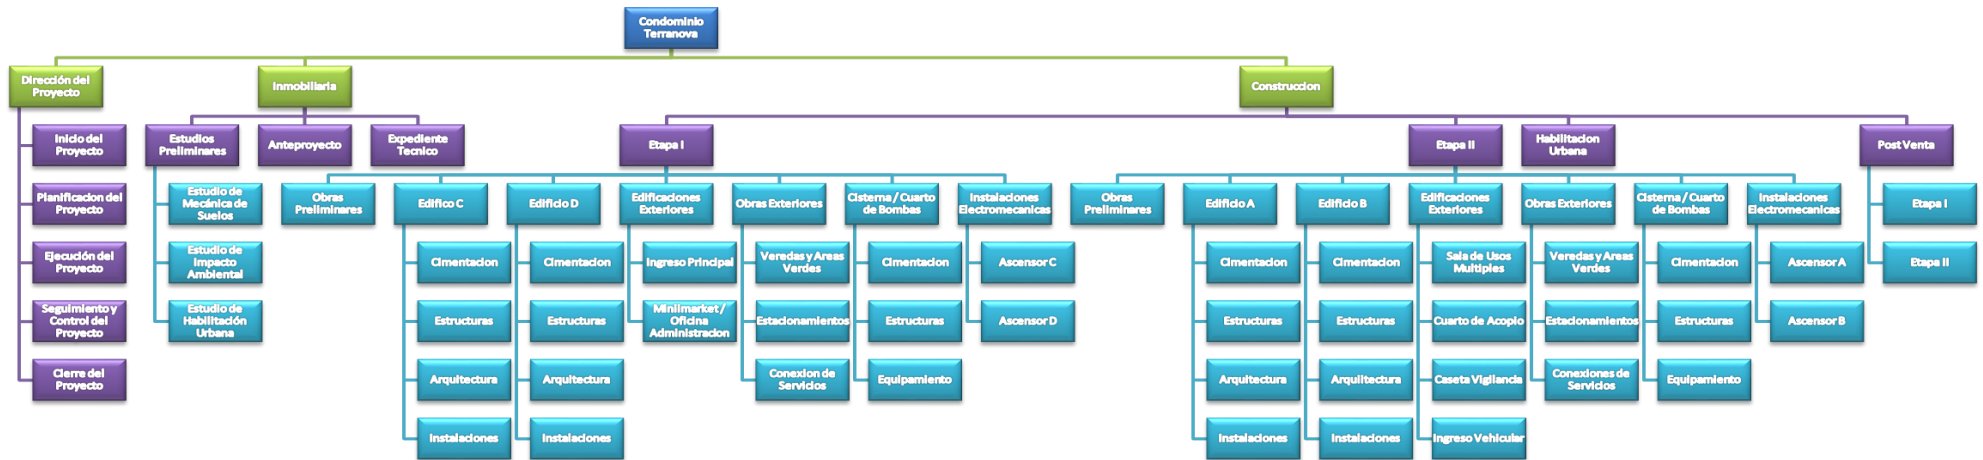 Condominio
Terranova
Dirección del
Proyecto
Inmobiliaria
Construccion
Inicio del
Proyecto
Estudios
Preliminares
Anteproyecto
Expediente
Tecnico
Etapa I
Etapa II
Habilitacion
Urbana
Post Venta
Planificacion del
Proyecto
Estudio de
Mecánica de
Suelos
Obras
Preliminares
Edifico C
Edificio D
Edificaciones
Exteriores
Obras Exteriores
Cisterna / Cuarto
de Bombas
Instalaciones
Electromecanicas
Obras
Preliminares
Edificio A
Edificio B
Edificaciones
Exteriores
Obras Exteriores
Cisterna / Cuarto
de Bombas
Instalaciones
Electromecanicas
Etapa I
Ejecución del
Proyecto
Estudio de
Impacto
Ambiental
Cimentacion
Cimentacion
Ingreso Principal
Veredas y Areas
Verdes
Cimentacion
Ascensor C
Cimentacion
Cimentacion
Sala de Usos
Multiples
Veredas y Areas
Verdes
Cimentacion
Ascensor A
Etapa II
Seguimiento y
Control del
Proyecto
Estudio de
Habilitación
Urbana
Estructuras
Estructuras
Minimarket /
Oficina
Administracion
Estacionamientos
Estructuras
Ascensor D
Estructuras
Estructuras
Cuarto de Acopio
Estacionamientos
Estructuras
Ascensor B
Cierre del
Proyecto
Arquitectura
Arquitectura
Conexion de
Servicios
Equipamiento
Arquitectura
Arquitectura
Caseta Vigilancia
Conexiones de
Servicios
Equipamiento
Instalaciones
Instalaciones
Instalaciones
Instalaciones
Ingreso Vehicular